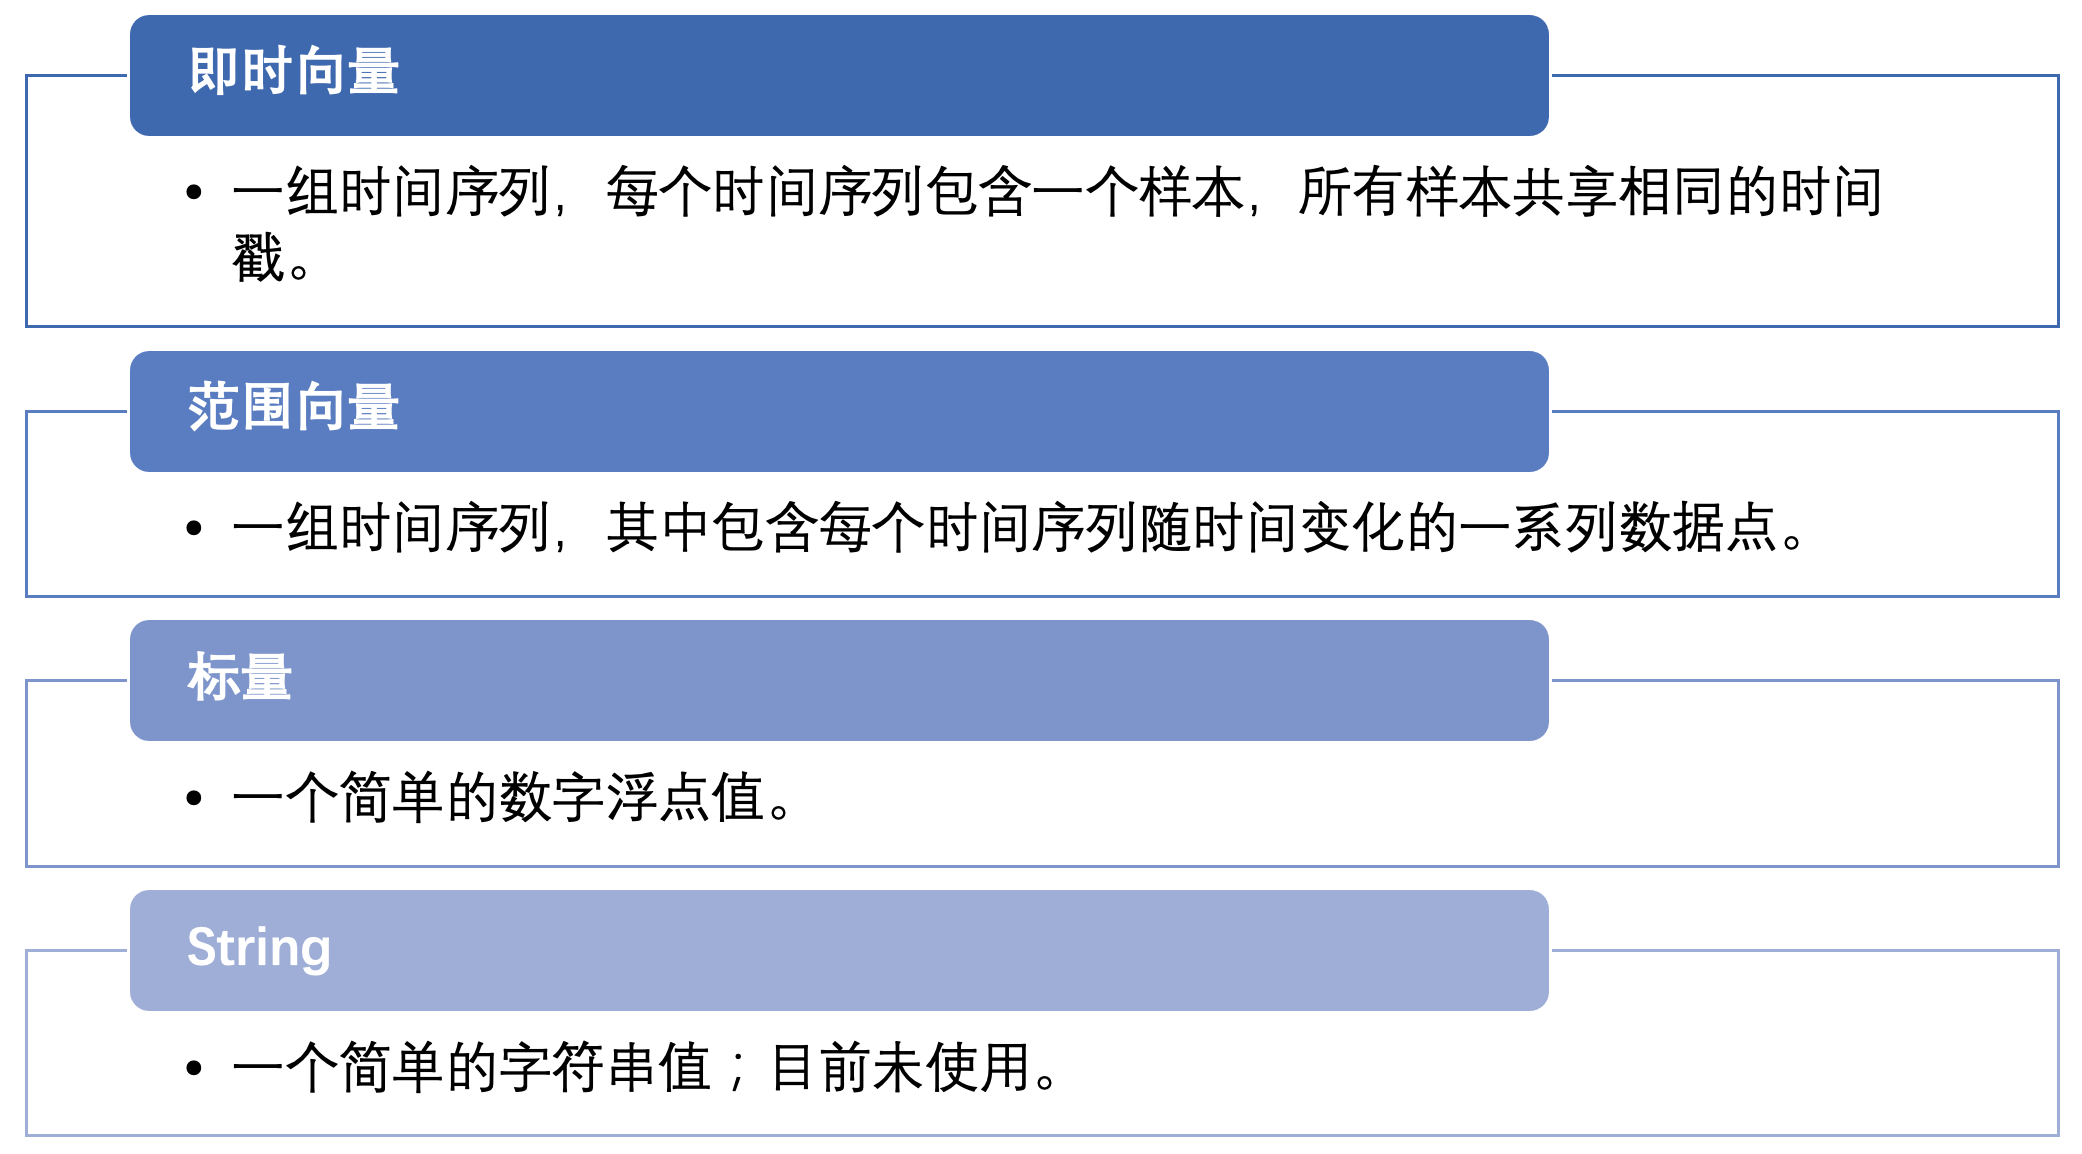 即时向量
• 一组时间序列，每个时间序列包含一个样本，所有样本共享相同的时间
戳。
范围向量
• 一组时间序列，其中包含每个时间序列随时间变化的一系列数据点。
标量
• 一个简单的数字浮点值。
String
• 一个简单的字符串值；目前未使用。